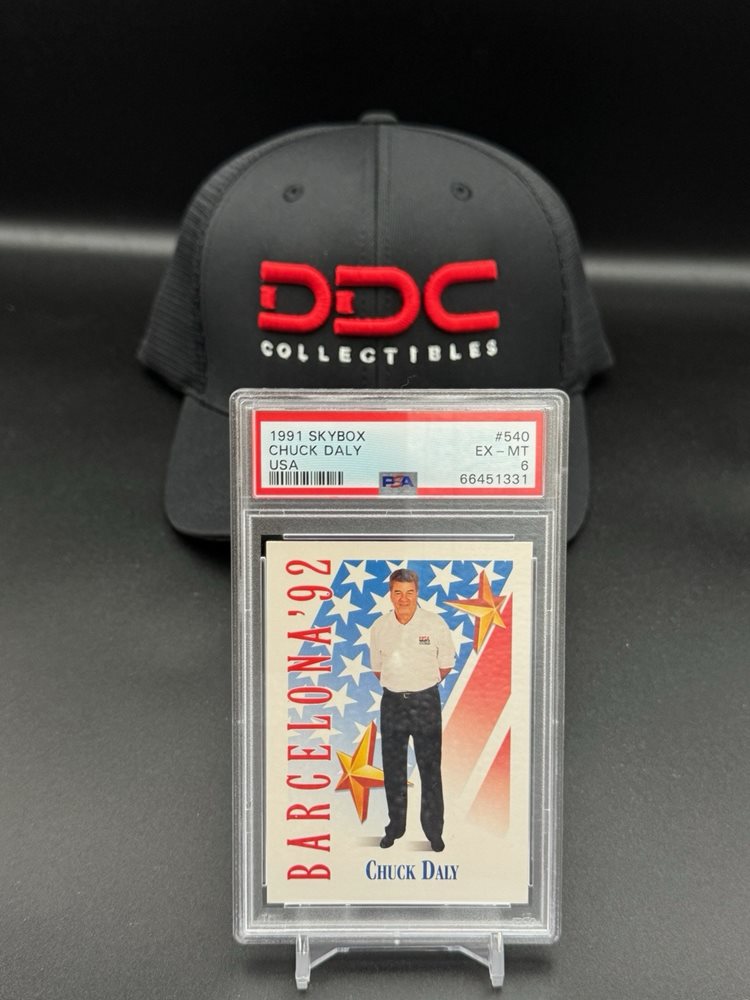 DDC
COLLECTIBLES
1991 SKYBOX #540
CHUCK DALY EX - MT
USA 6
PSA 66451331
BARCELONA '92
CHUCK DALY